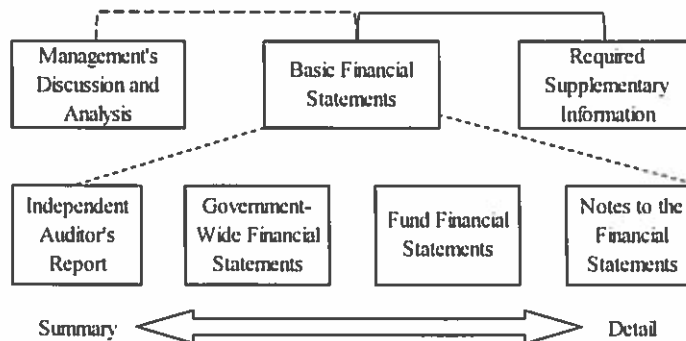 Management's
Discussion and
Analysis
Basic Financial
Statements
Required
Supplementary
Information
Independent
Auditor's
Report
Government-
Wide Financial
Statements
Fund Financial
Statements
Notes to the
Financial
Statements
Summary
Detail